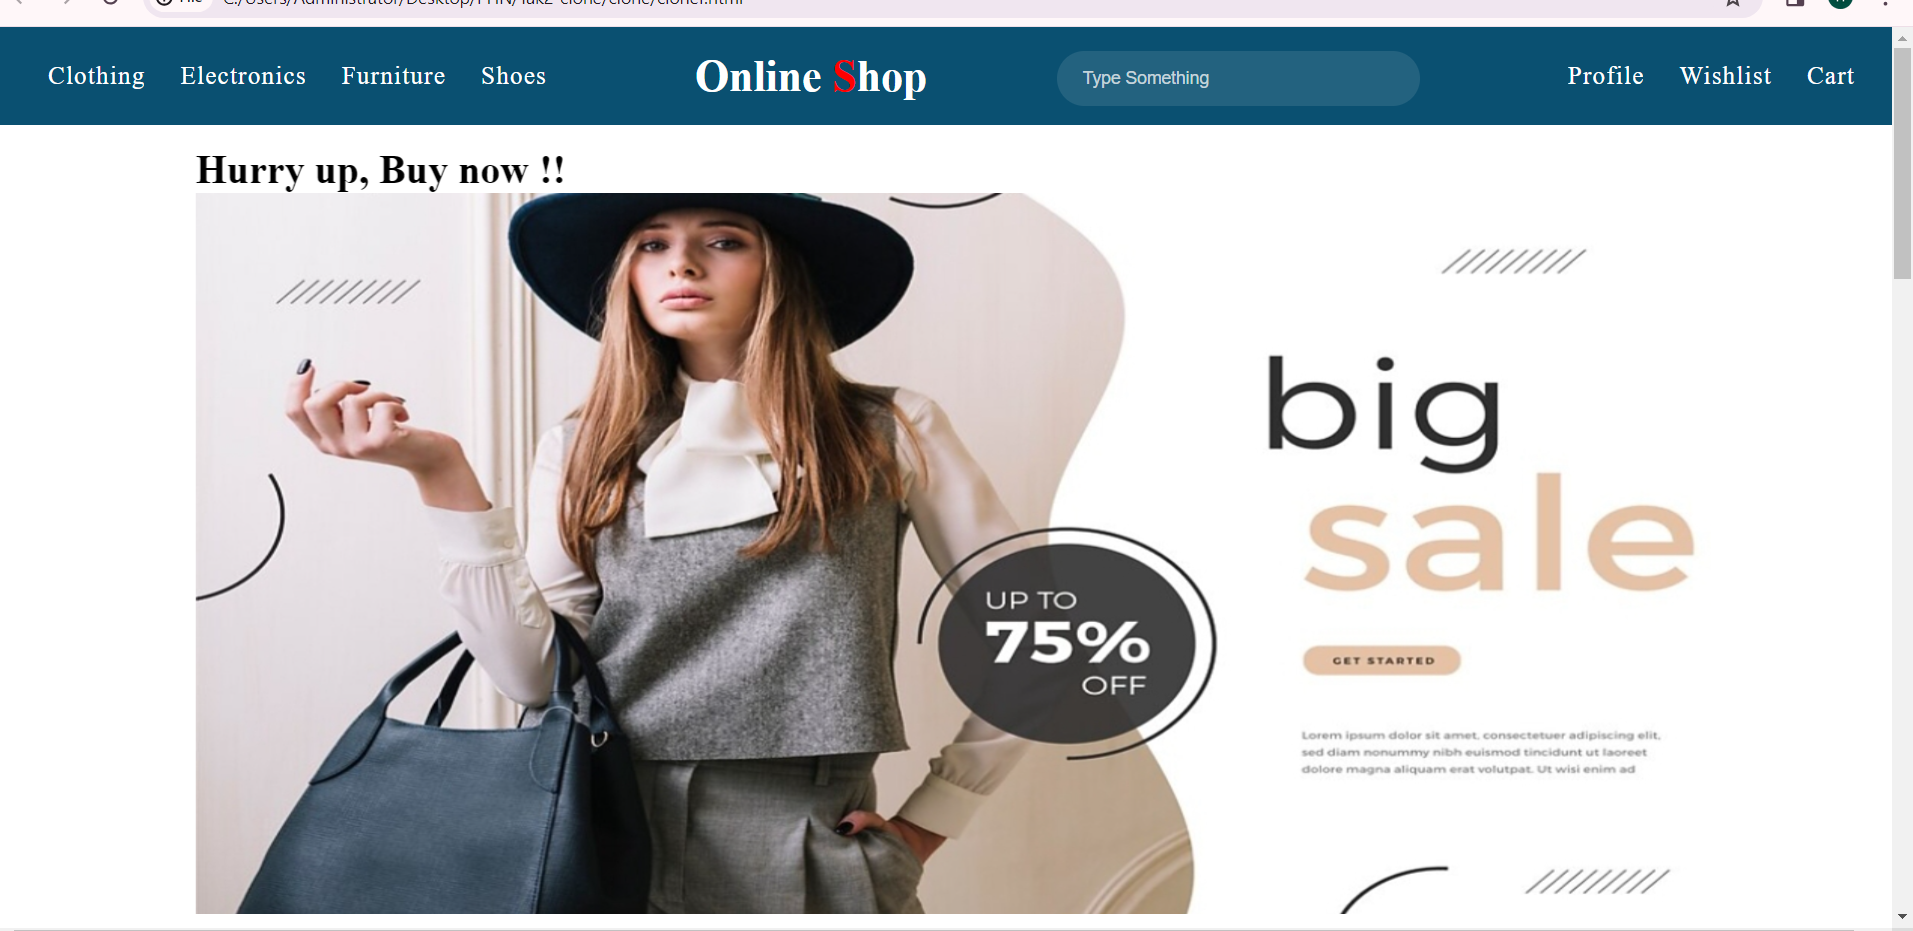 Clothing Electronics Furniture Shoes Online Shop Type Something Profile Wishlist Cart
Hurry up, Buy now !!
big
sale
UP TO
75%
OFF
GET STARTED
Lorem ipsum dolor sit amet, consectetuer adipiscing elit,
sed diam nonummy nibh euismod tincidunt ut laoreet
dolore magna aliquam erat volutpat. Ut wisi enim ad